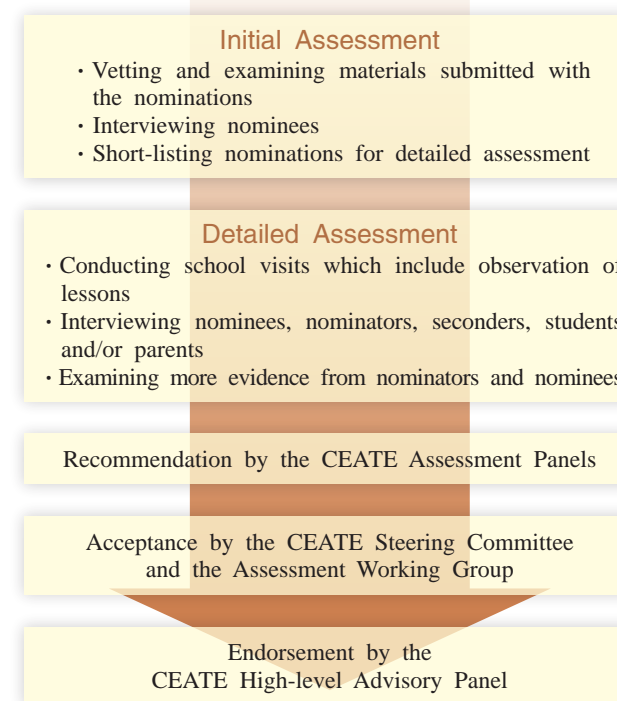 Initial Assessment
· Vetting and examining materials submitted with
the nominations
· Interviewing nominees
· Short-listing nominations for detailed assessment
Detailed Assessment
· Conducting school visits which include observation of
lessons
· Interviewing nominees, nominators, seconders, students
and/or parents
· Examining more evidence from nominators and nominees
Recommendation by the CEATE Assessment Panels
Acceptance by the CEATE Steering Committee
and the Assessment Working Group
Endorsement by the
CEATE High-level Advisory Panel